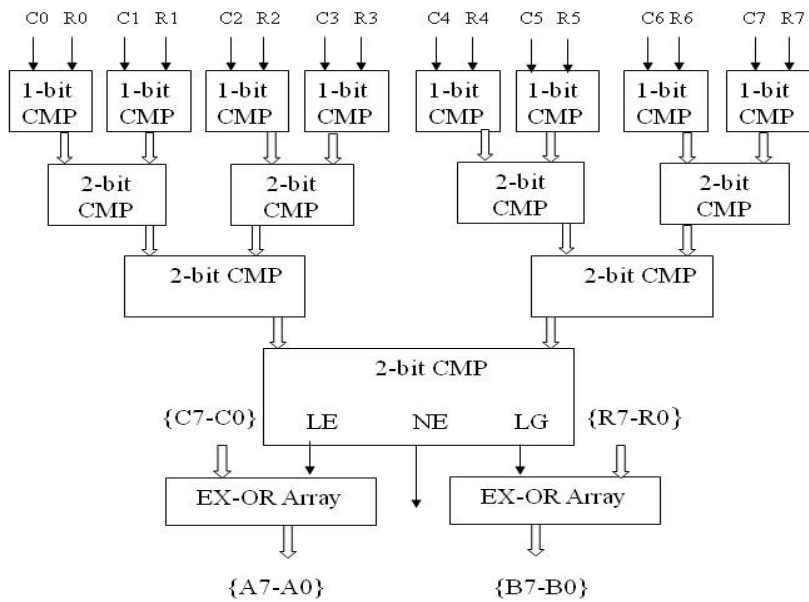 C0 R0 C1 R1 C2 R2 C3 R3 C4 R4 C5 R5 C6 R6 C7 R7
1-bit CMP
1-bit CMP
1-bit CMP
1-bit CMP
1-bit CMP
1-bit CMP
1-bit CMP
1-bit CMP
2-bit CMP
2-bit CMP
2-bit CMP
2-bit CMP
2-bit CMP
2-bit CMP
2-bit CMP
{C7-C0} LE NE LG {R7-R0}
EX-OR Array
EX-OR Array
{A7-A0}
{B7-B0}